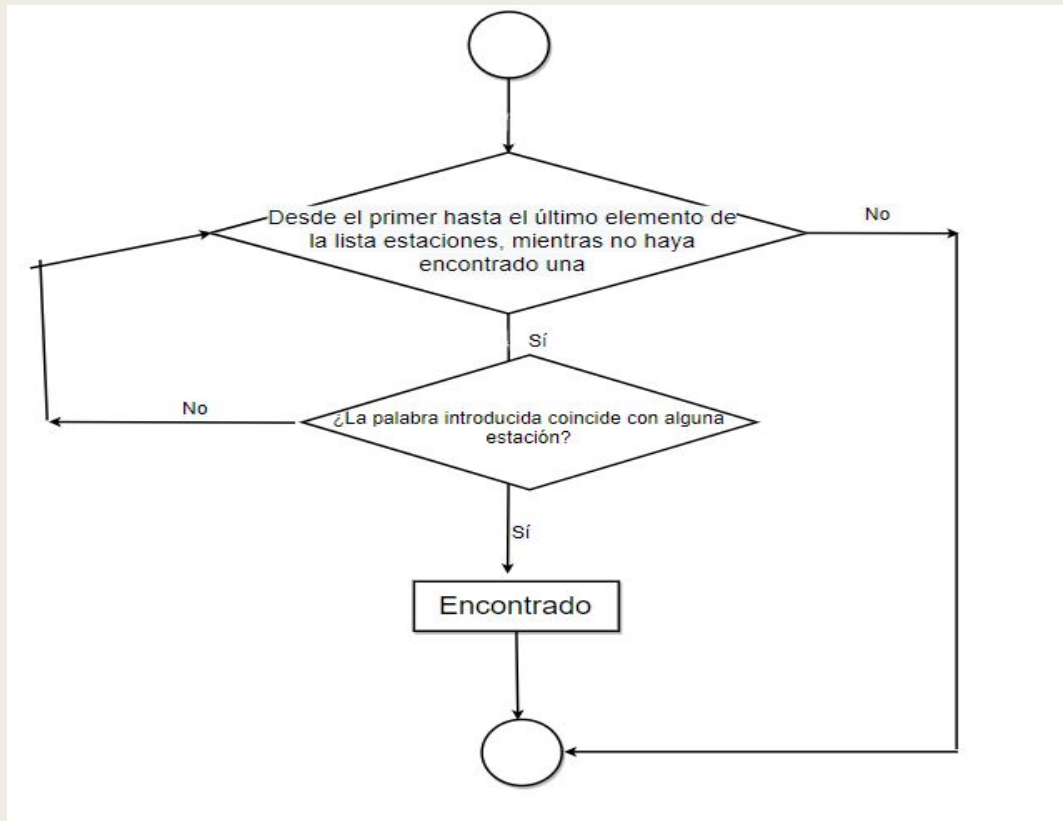 Desde el primer hasta el último elemento de
la lista estaciones, mientras no haya
encontrado una
No
Sí
No
¿La palabra introducida coincide con alguna
estación?
Sí
Encontrado